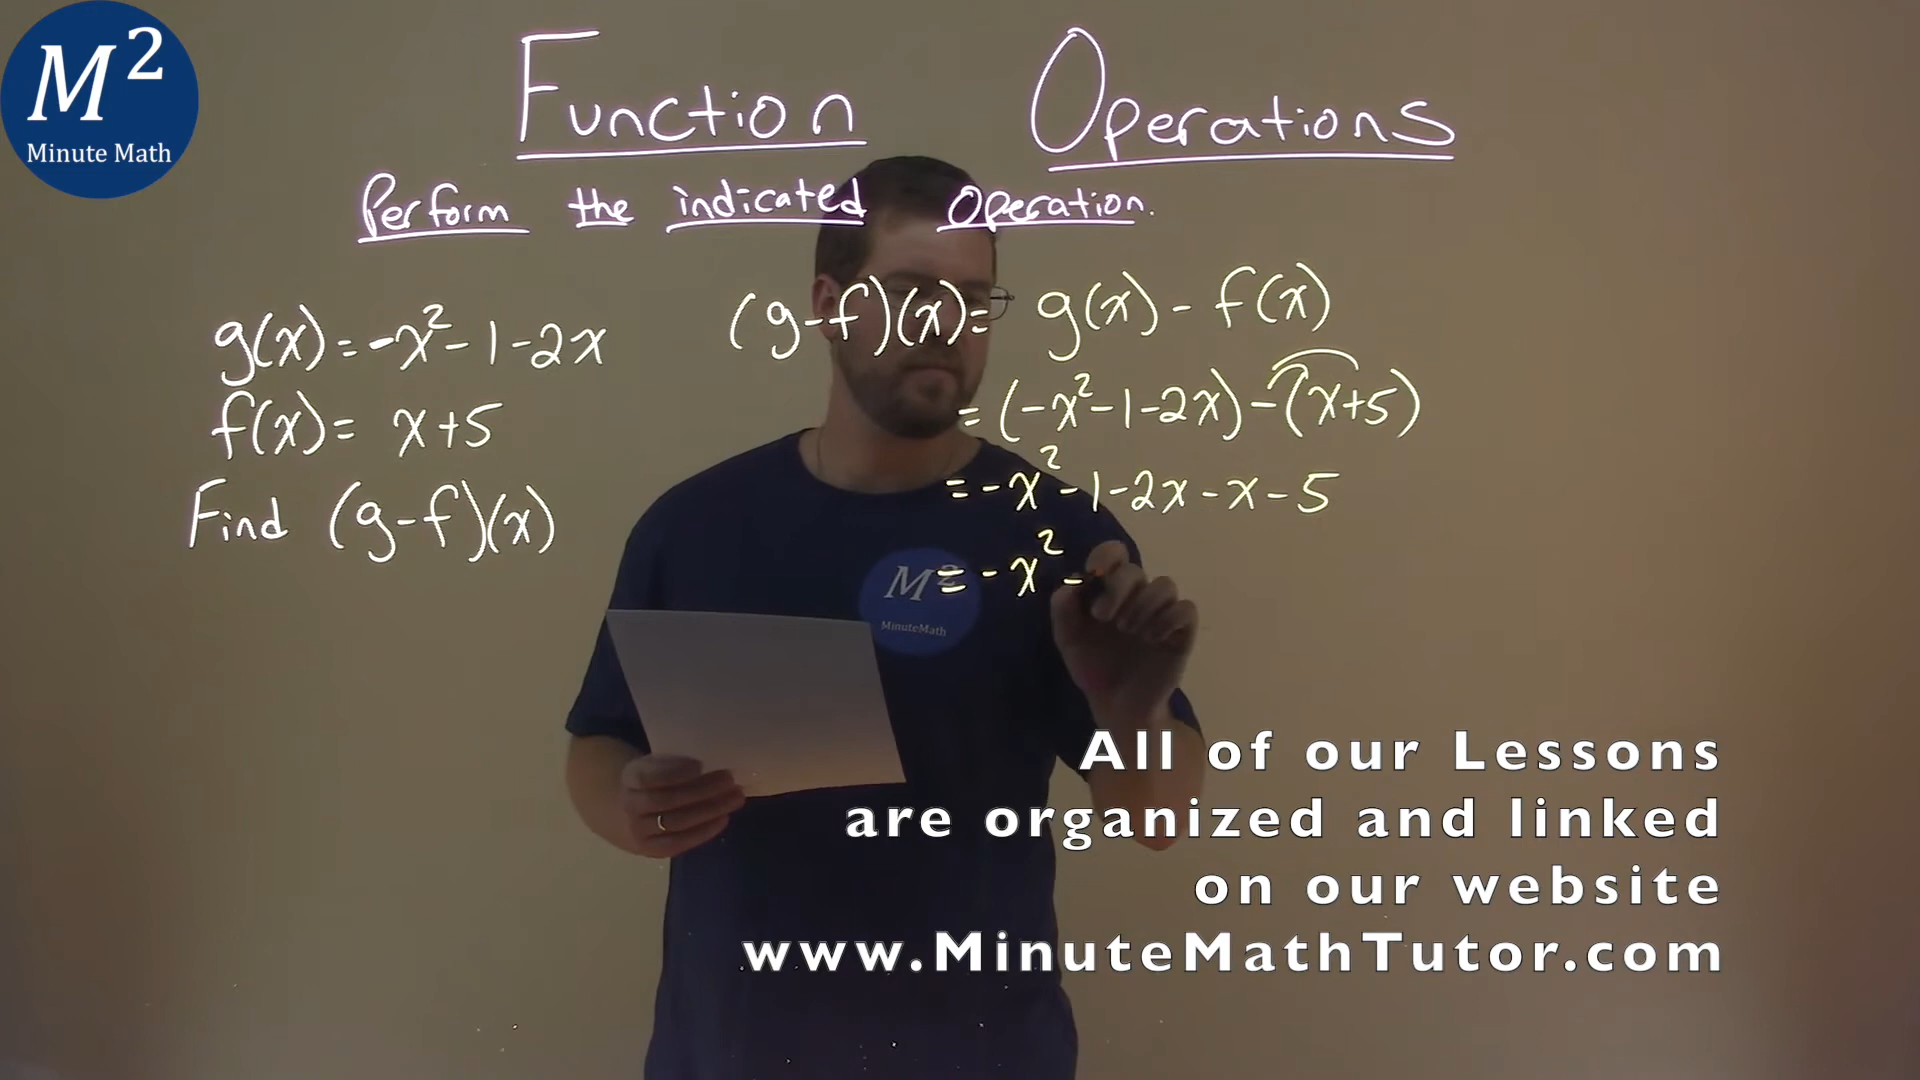 M²
Minute Math
Function Operations
Perform the indicated operation.
g(x) = -x² - 1 - 2x
f(x) = x+5
Find (g-f)(x)
(g-f)(x) = g(x) - f(x)
= (-x² - 1 - 2x) - (x+5)
= -x² - 1 - 2x - x - 5
= -x² -
M²
MinuteMath
All of our Lessons
are organized and linked
on our website
www.MinuteMathTutor.com